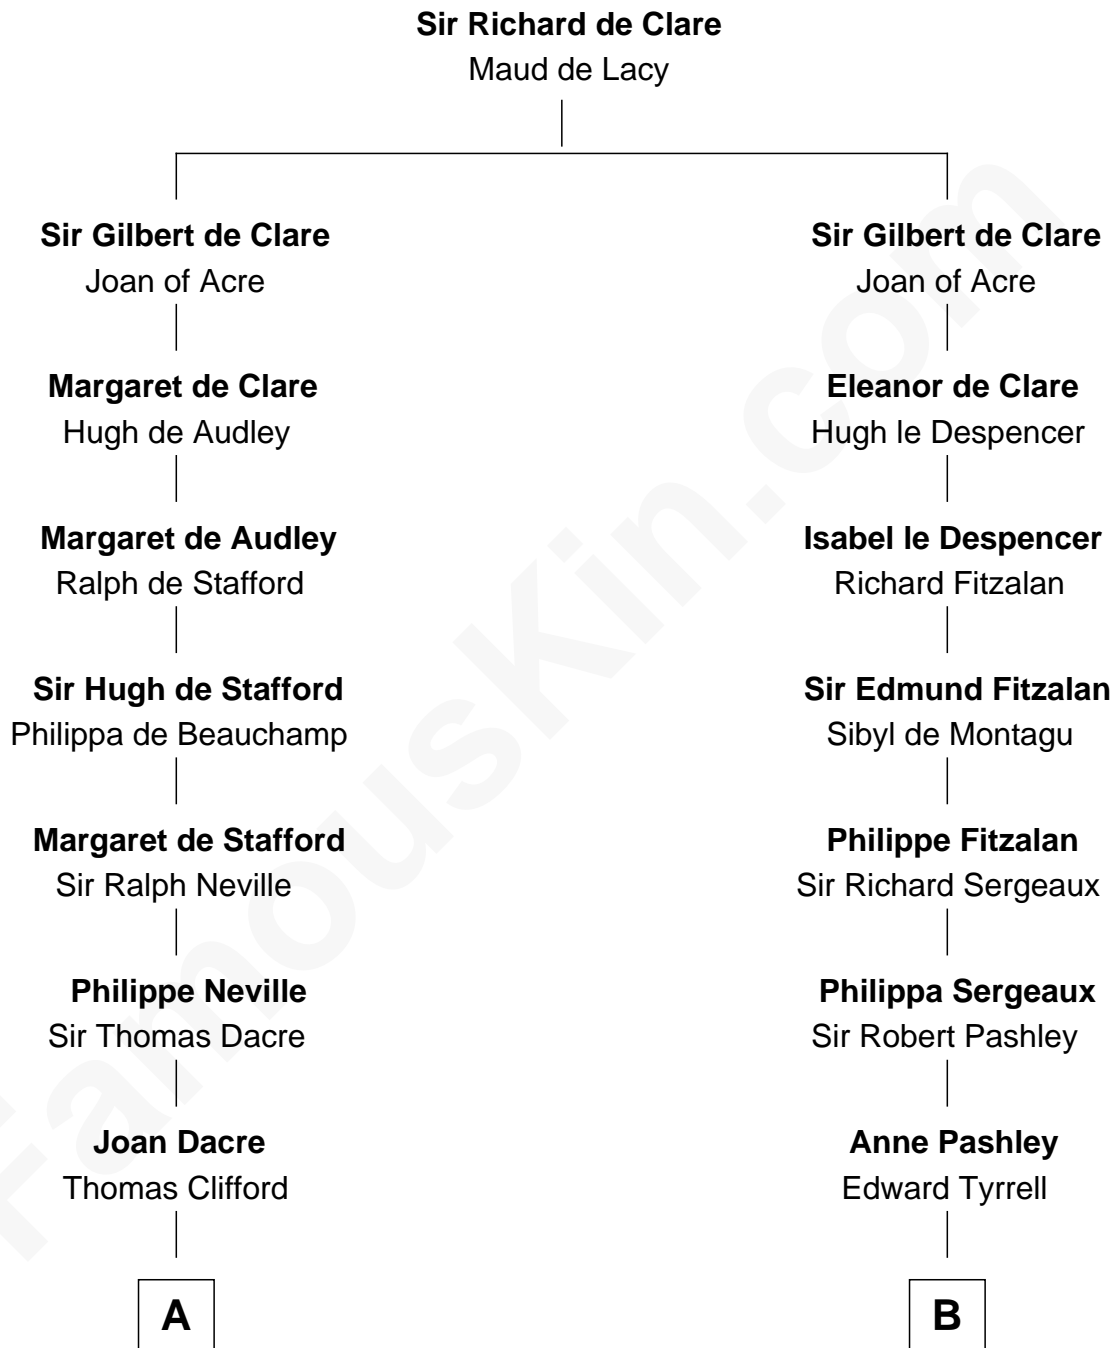 Sir Richard de Clare
Maud de Lacy
Sir Gilbert de Clare
Joan of Acre
Margaret de Clare
Hugh de Audley
Margaret de Audley
Ralph de Stafford
Sir Hugh de Stafford
Philippa de Beauchamp
Margaret de Stafford
Sir Ralph Neville
Philippe Neville
Sir Thomas Dacre
Joan Dacre
Thomas Clifford
A
Sir Gilbert de Clare
Joan of Acre
Eleanor de Clare
Hugh le Despencer
Isabel le Despencer
Richard Fitzalan
Sir Edmund Fitzalan
Sibyl de Montagu
Philippe Fitzalan
Sir Richard Sergeaux
Philippa Sergeaux
Sir Robert Pashley
Anne Pashley
Edward Tyrrell
B
FamousKin.com